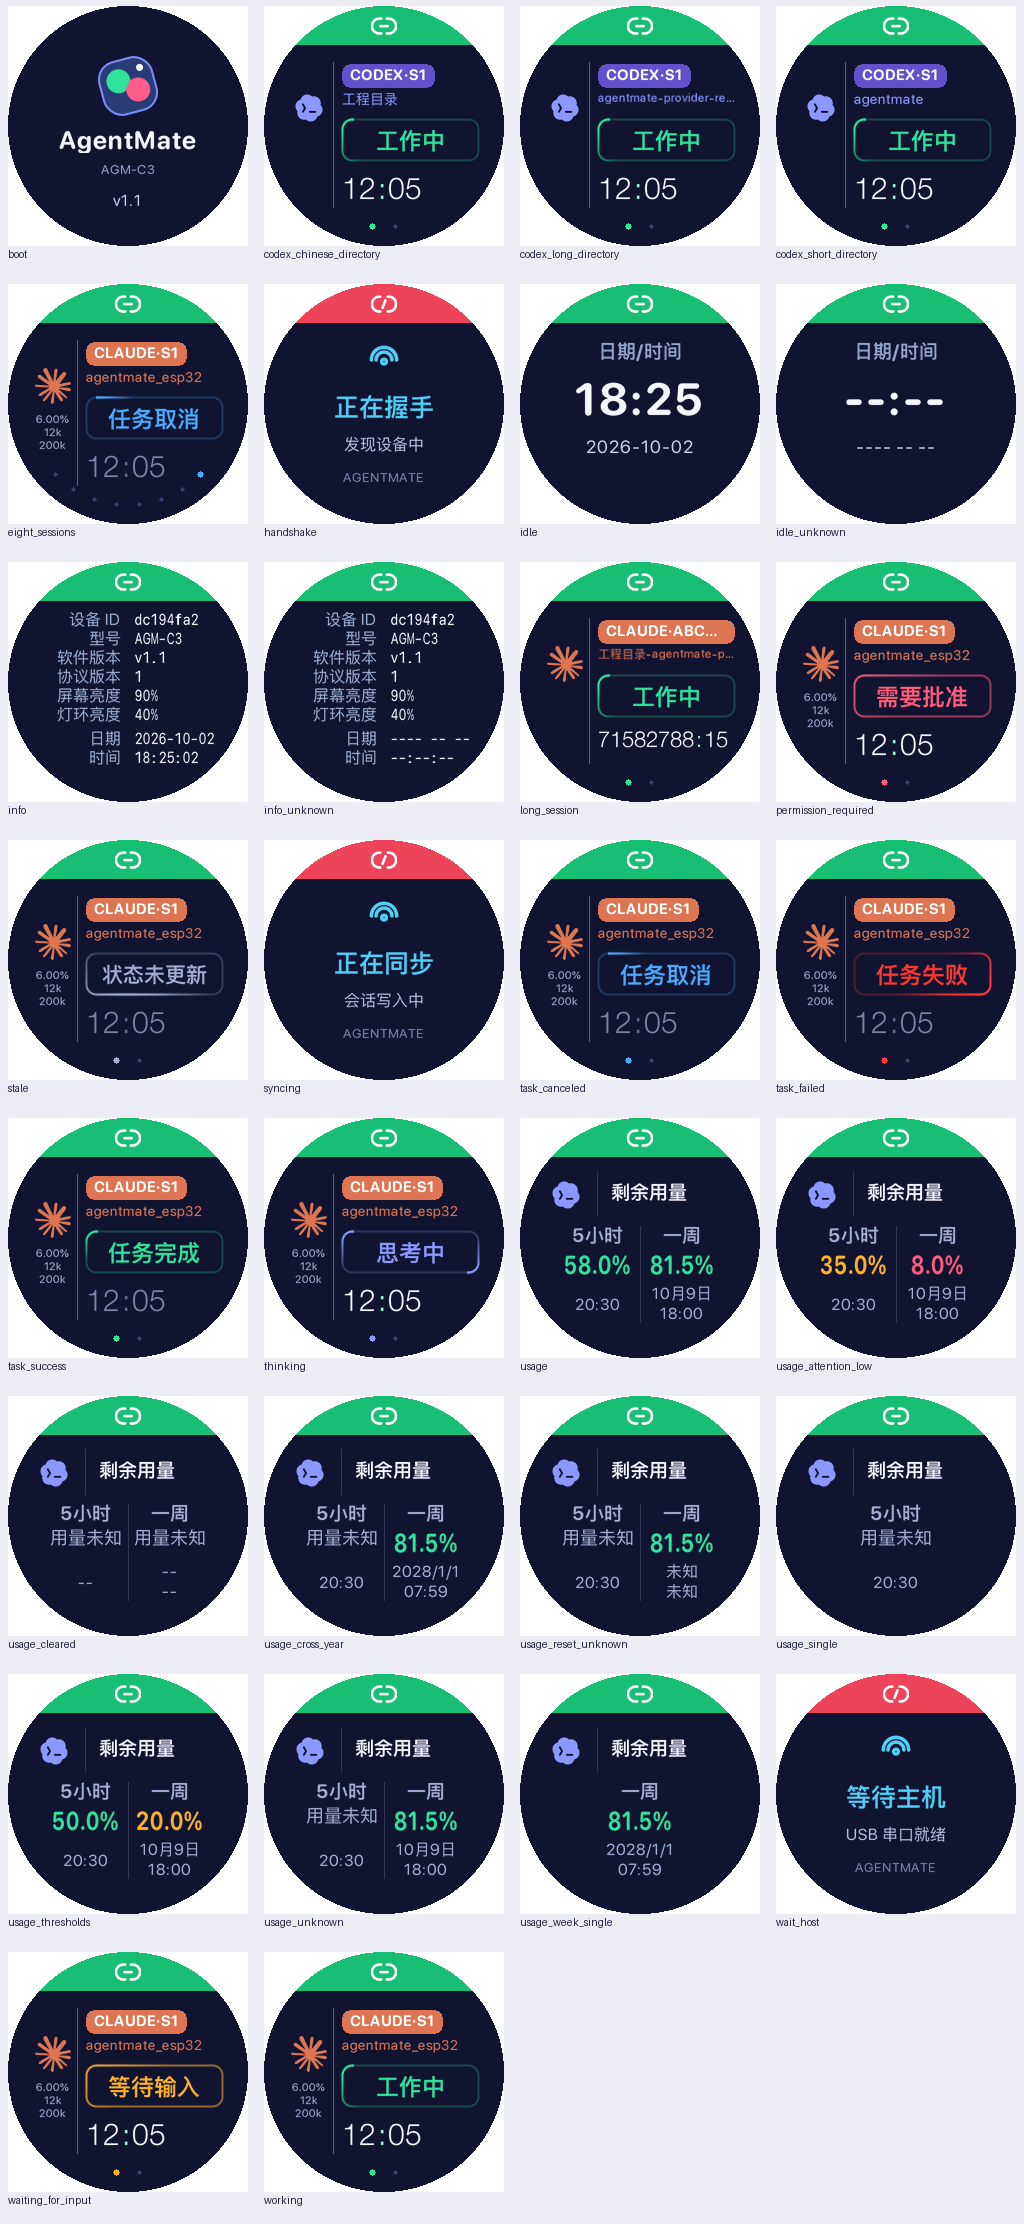 AgentMate
AGM-C3
v1.1
boot
CODEX·S1
工程目录
工作中
12:05
codex_chinese_directory
CODEX·S1
agentmate-provider-re...
工作中
12:05
codex_long_directory
CODEX·S1
agentmate
工作中
12:05
codex_short_directory
CLAUDE·S1
agentmate_esp32
6.00%
12k
200k
任务取消
12:05
eight_sessions
正在握手
发现设备中
AGENTMATE
handshake
日期/时间
18:25
2026-10-02
idle
日期/时间
--:--
---- -- --
idle_unknown
设备 ID dc194fa2
型号 AGM-C3
软件版本 v1.1
协议版本 1
屏幕亮度 90%
灯环亮度 40%
日期 2026-10-02
时间 18:25:02
info
设备 ID dc194fa2
型号 AGM-C3
软件版本 v1.1
协议版本 1
屏幕亮度 90%
灯环亮度 40%
日期 ---- -- --
时间 --:--:--
info_unknown
CLAUDE·ABC...
工程目录-agentmate-p...
工作中
71582788:15
long_session
CLAUDE·S1
agentmate_esp32
6.00%
12k
200k
需要批准
12:05
permission_required
CLAUDE·S1
agentmate_esp32
6.00%
12k
200k
状态未更新
12:05
stale
正在同步
会话写入中
AGENTMATE
syncing
CLAUDE·S1
agentmate_esp32
6.00%
12k
200k
任务取消
12:05
task_canceled
CLAUDE·S1
agentmate_esp32
6.00%
12k
200k
任务失败
12:05
task_failed
CLAUDE·S1
agentmate_esp32
6.00%
12k
200k
任务完成
12:05
task_success
CLAUDE·S1
agentmate_esp32
6.00%
12k
200k
思考中
12:05
thinking
剩余用量
5小时 一周
58.0% 81.5%
20:30 10月9日
18:00
usage
剩余用量
5小时 一周
35.0% 8.0%
20:30 10月9日
18:00
usage_attention_low
剩余用量
5小时 一周
用量未知 用量未知
-- --
--
usage_cleared
剩余用量
5小时 一周
用量未知 81.5%
20:30 2028/1/1
07:59
usage_cross_year
剩余用量
5小时 一周
用量未知 81.5%
20:30 未知
未知
usage_reset_unknown
剩余用量
5小时
用量未知
20:30
usage_single
剩余用量
5小时 一周
50.0% 20.0%
20:30 10月9日
18:00
usage_thresholds
剩余用量
5小时 一周
用量未知 81.5%
20:30 10月9日
18:00
usage_unknown
剩余用量
一周
81.5%
2028/1/1
07:59
usage_week_single
等待主机
USB 串口就绪
AGENTMATE
wait_host
CLAUDE·S1
agentmate_esp32
6.00%
12k
200k
等待输入
12:05
waiting_for_input
CLAUDE·S1
agentmate_esp32
6.00%
12k
200k
工作中
12:05
working